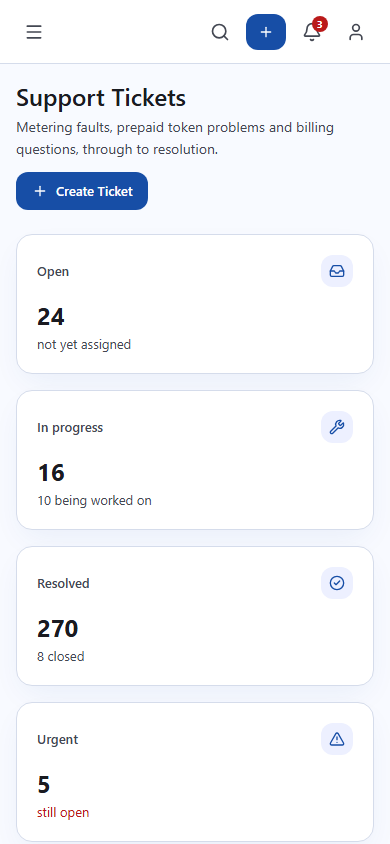 3
Support Tickets
Metering faults, prepaid token problems and billing
questions, through to resolution.
Create Ticket
Open
24
not yet assigned
In progress
16
10 being worked on
Resolved
270
8 closed
Urgent
5
still open